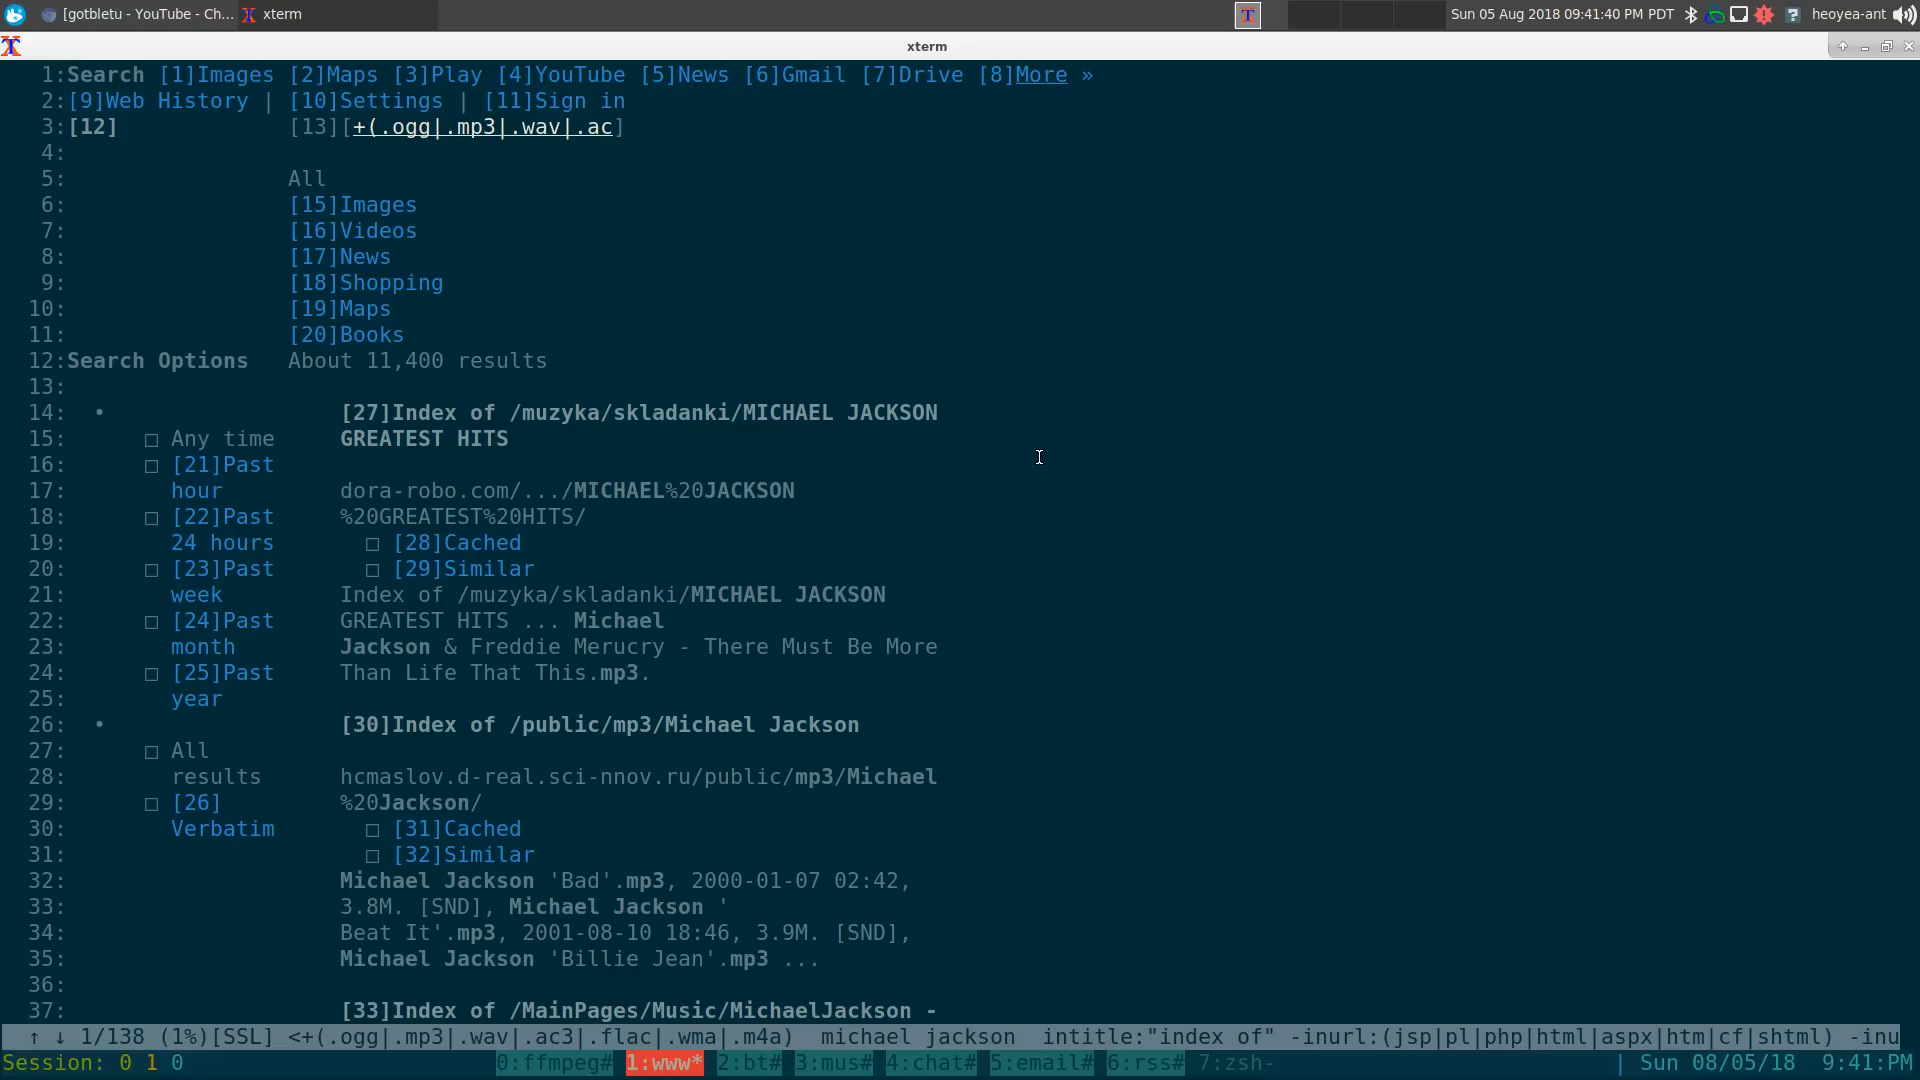 [gotbletu - YouTube - Ch... xterm Sun 05 Aug 2018 09:41:40 PM PDT heoyea-ant
xterm
1:Search [1]Images [2]Maps [3]Play [4]YouTube [5]News [6]Gmail [7]Drive [8]More »
2:[9]Web History | [10]Settings | [11]Sign in
3:[12] [13][+(.ogg|.mp3|.wav|.ac]
4:
5: All
6: [15]Images
7: [16]Videos
8: [17]News
9: [18]Shopping
10: [19]Maps
11: [20]Books
12:Search Options About 11,400 results
13:
14: • [27]Index of /muzyka/skladanki/MICHAEL JACKSON
15: □ Any time GREATEST HITS
16: □ [21]Past
17: hour dora-robo.com/.../MICHAEL%20JACKSON
18: □ [22]Past %20GREATEST%20HITS/
19: 24 hours □ [28]Cached
20: □ [23]Past □ [29]Similar
21: week Index of /muzyka/skladanki/MICHAEL JACKSON
22: □ [24]Past GREATEST HITS ... Michael
23: month Jackson & Freddie Merucry - There Must Be More
24: □ [25]Past Than Life That This.mp3.
25: year
26: • [30]Index of /public/mp3/Michael Jackson
27: □ All
28: results hcmaslov.d-real.sci-nnov.ru/public/mp3/Michael
29: □ [26] %20Jackson/
30: Verbatim □ [31]Cached
31: □ [32]Similar
32: Michael Jackson 'Bad'.mp3, 2000-01-07 02:42,
33: 3.8M. [SND], Michael Jackson '
34: Beat It'.mp3, 2001-08-10 18:46, 3.9M. [SND],
35: Michael Jackson 'Billie Jean'.mp3 ...
36:
37: [33]Index of /MainPages/Music/MichaelJackson -
↑ ↓ 1/138 (1%)[SSL] <+(.ogg|.mp3|.wav|.ac3|.flac|.wma|.m4a) michael jackson intitle:"index of" -inurl:(jsp|pl|php|html|aspx|htm|cf|shtml) -inu
Session: 0 1 0 0:ffmpeg# 1:www* 2:bt# 3:mus# 4:chat# 5:email# 6:rss# 7:zsh- | Sun 08/05/18 9:41:PM